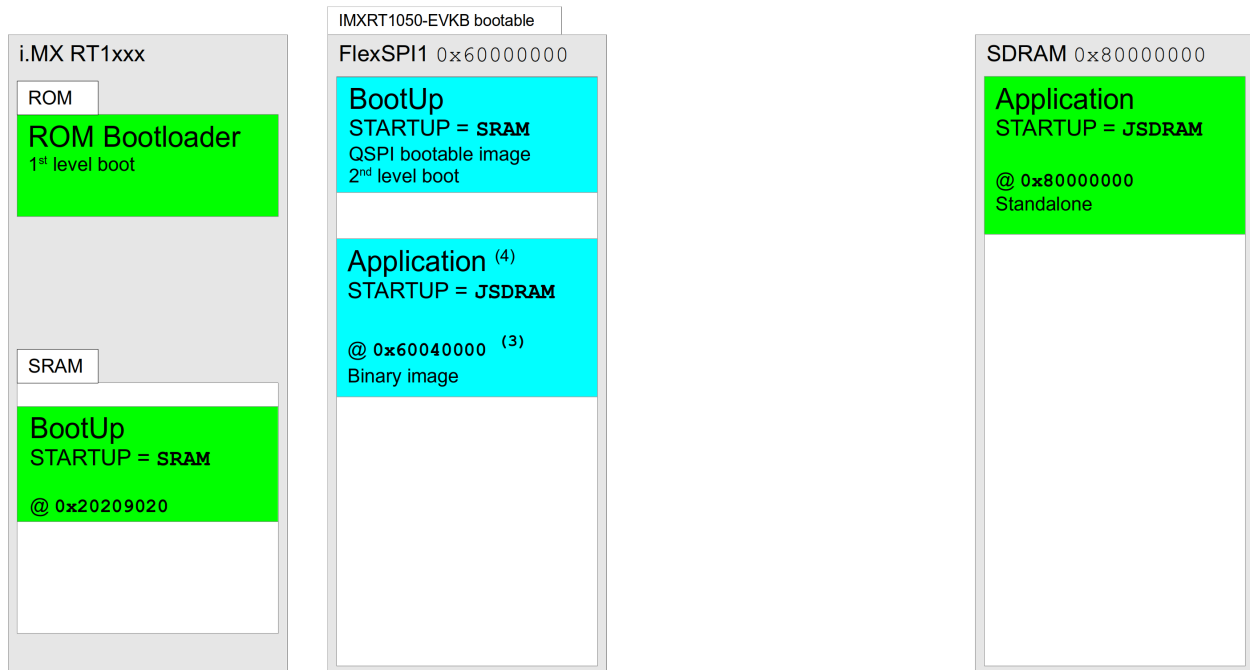 i.MX RT1xxx
ROM
ROM Bootloader
1st level boot
SRAM
BootUp
STARTUP = SRAM
@ 0x20209020
IMXRT1050-EVKB bootable
FlexSPI1 0x60000000
BootUp
STARTUP = SRAM
QSPI bootable image
2nd level boot
Application (4)
STARTUP = JSDRAM
@ 0x60040000 (3)
Binary image
SDRAM 0x80000000
Application
STARTUP = JSDRAM
@ 0x80000000
Standalone